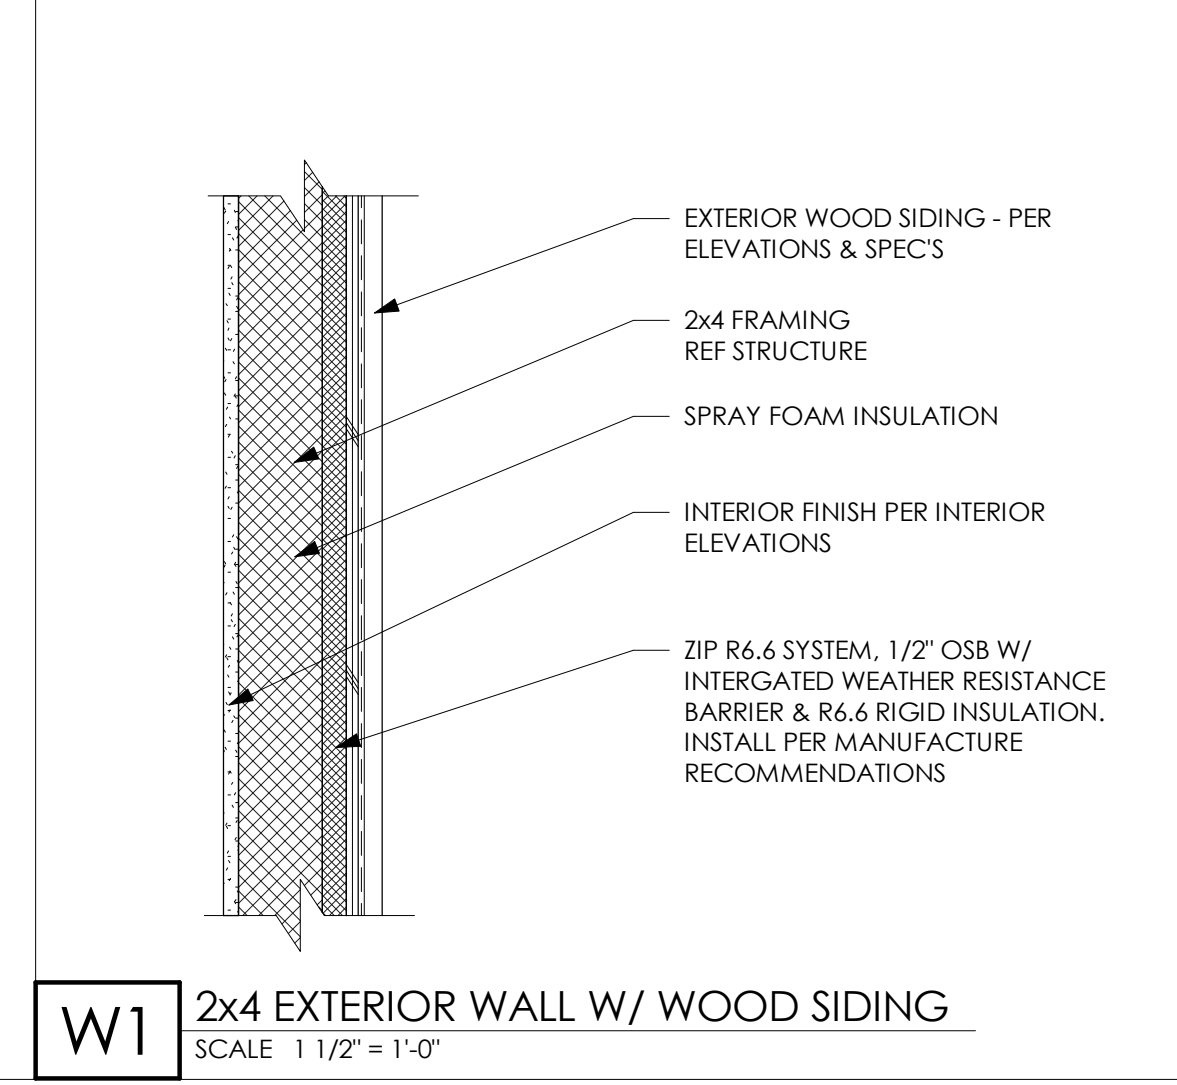 EXTERIOR WOOD SIDING - PER
ELEVATIONS & SPEC'S
2x4 FRAMING
REF STRUCTURE
SPRAY FOAM INSULATION
INTERIOR FINISH PER INTERIOR
ELEVATIONS
ZIP R6.6 SYSTEM, 1/2" OSB W/
INTERGATED WEATHER RESISTANCE
BARRIER & R6.6 RIGID INSULATION.
INSTALL PER MANUFACTURE
RECOMMENDATIONS
W1
2x4 EXTERIOR WALL W/ WOOD SIDING
SCALE 1 1/2" = 1'-0"